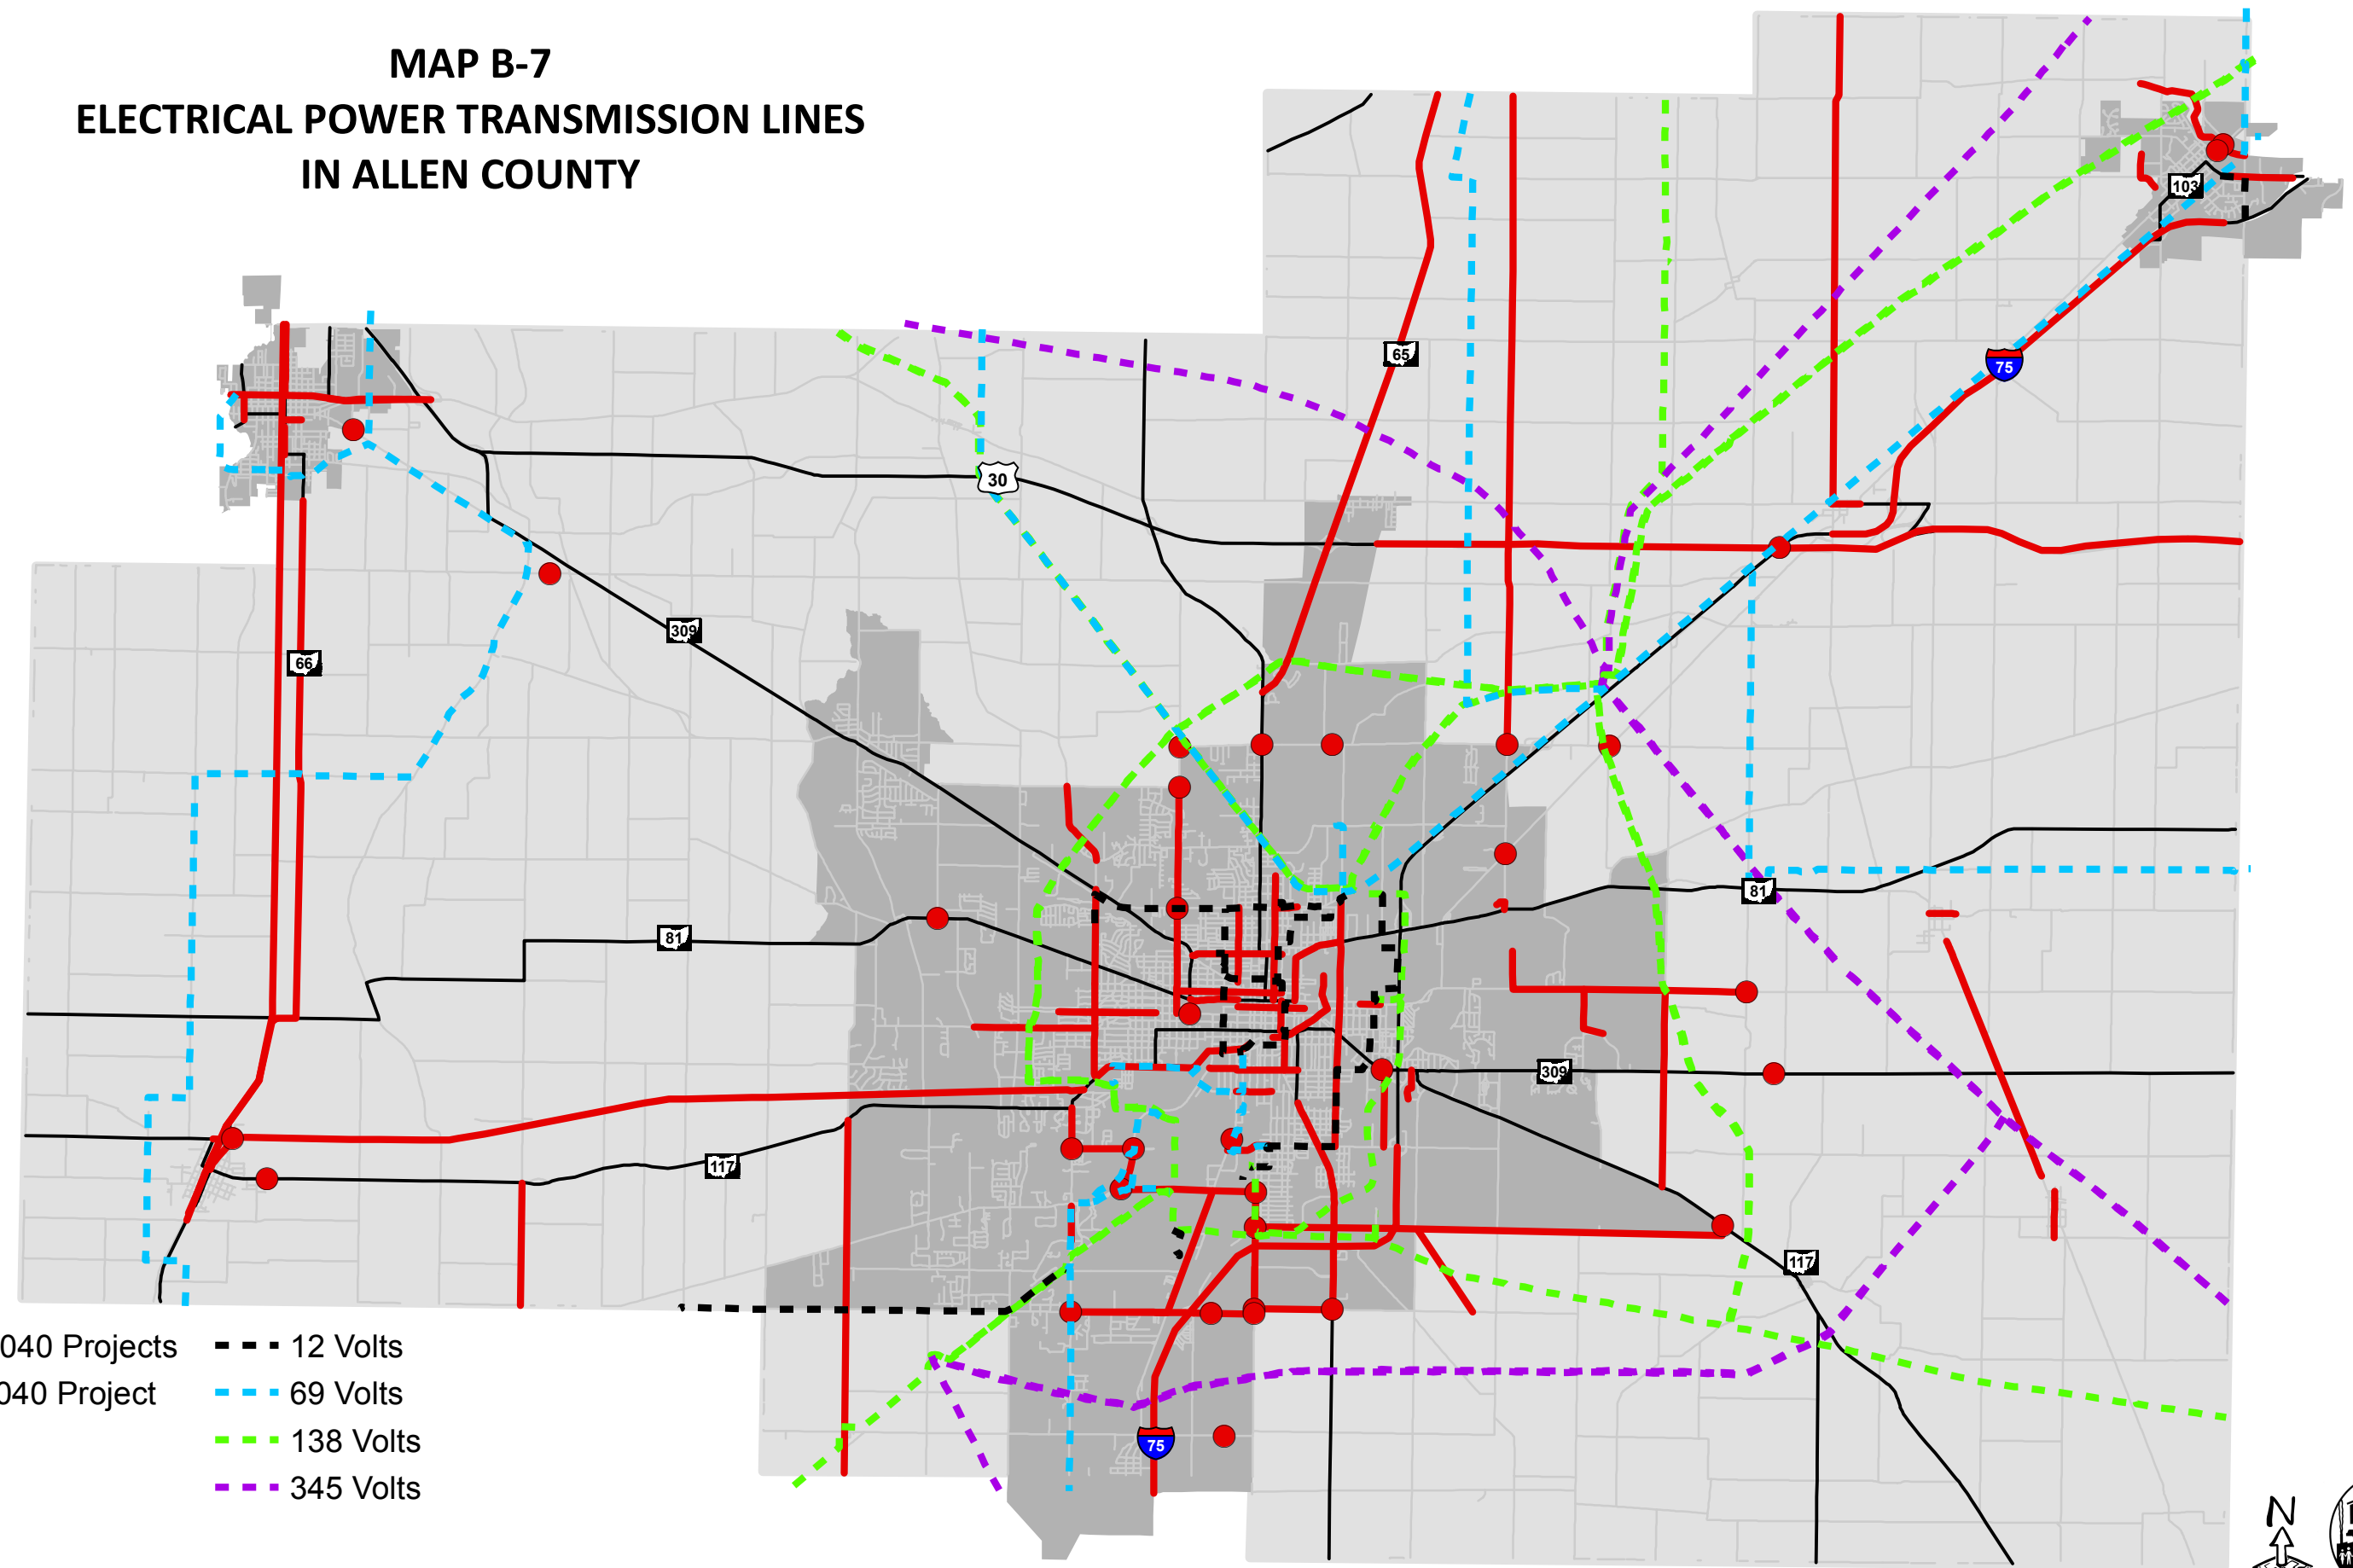 MAP B-7
ELECTRICAL POWER TRANSMISSION LINES
IN ALLEN COUNTY
103
65
75
30
309
66
81
81
309
117
117
75
040 Projects
040 Project
12 Volts
69 Volts
138 Volts
345 Volts
N